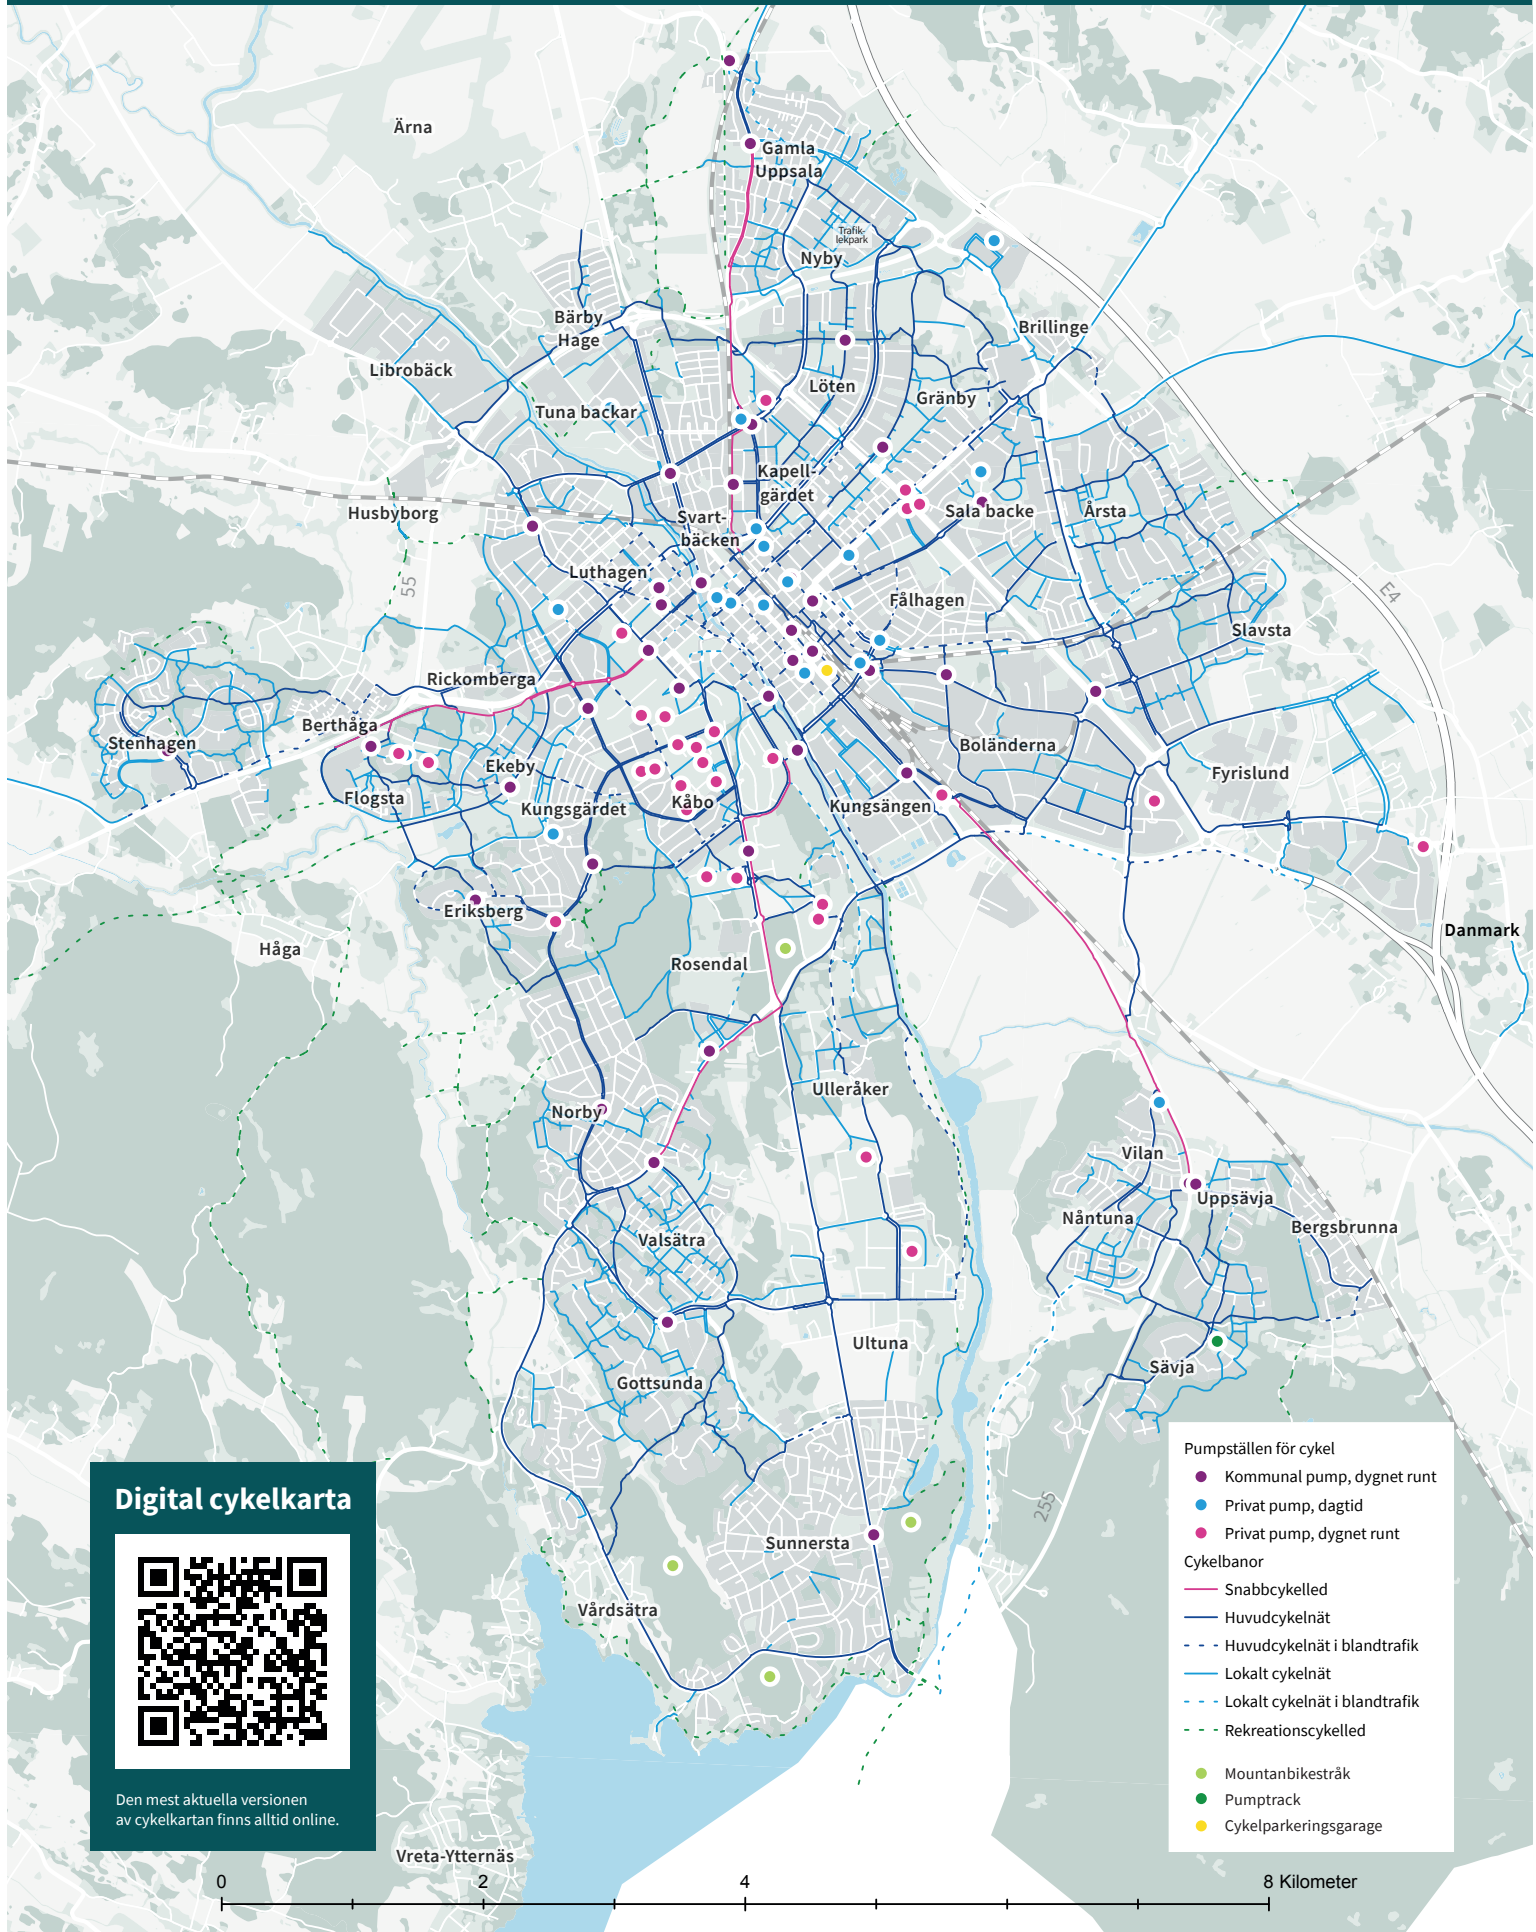 Ärna
Gamla
Uppsala
Trafik-
lekpark
Nyby
Bärby
Hage
Brillinge
Librobäck
Löten
Gränby
Tuna backar
Kapell-
gärdet
Husbyborg
Svart-
bäcken
Sala backe
Årsta
55
Luthagen
E4
Fålhagen
Slavsta
Rickomberga
Berthåga
Stenhagen
Boländerna
Ekeby
Fyrislund
Flogsta
Kungsgärdet
Kåbo
Kungsängen
Eriksberg
Danmark
Håga
Rosendal
Ulleråker
Norby
Vilan
Uppsävja
Nåntuna
Bergsbrunna
Valsätra
Ultuna
Sävja
Gottsunda
255
Sunnersta
Vårdsätra
Vreta-Ytternäs
Digital cykelkarta
Den mest aktuella versionen
av cykelkartan finns alltid online.
Pumpställen för cykel
Kommunal pump, dygnet runt
Privat pump, dagtid
Privat pump, dygnet runt
Cykelbanor
Snabbcykelled
Huvudcykelnät
Huvudcykelnät i blandtrafik
Lokalt cykelnät
Lokalt cykelnät i blandtrafik
Rekreationscykelled
Mountanbikestråk
Pumptrack
Cykelparkeringsgarage
0 2 4 8 Kilometer